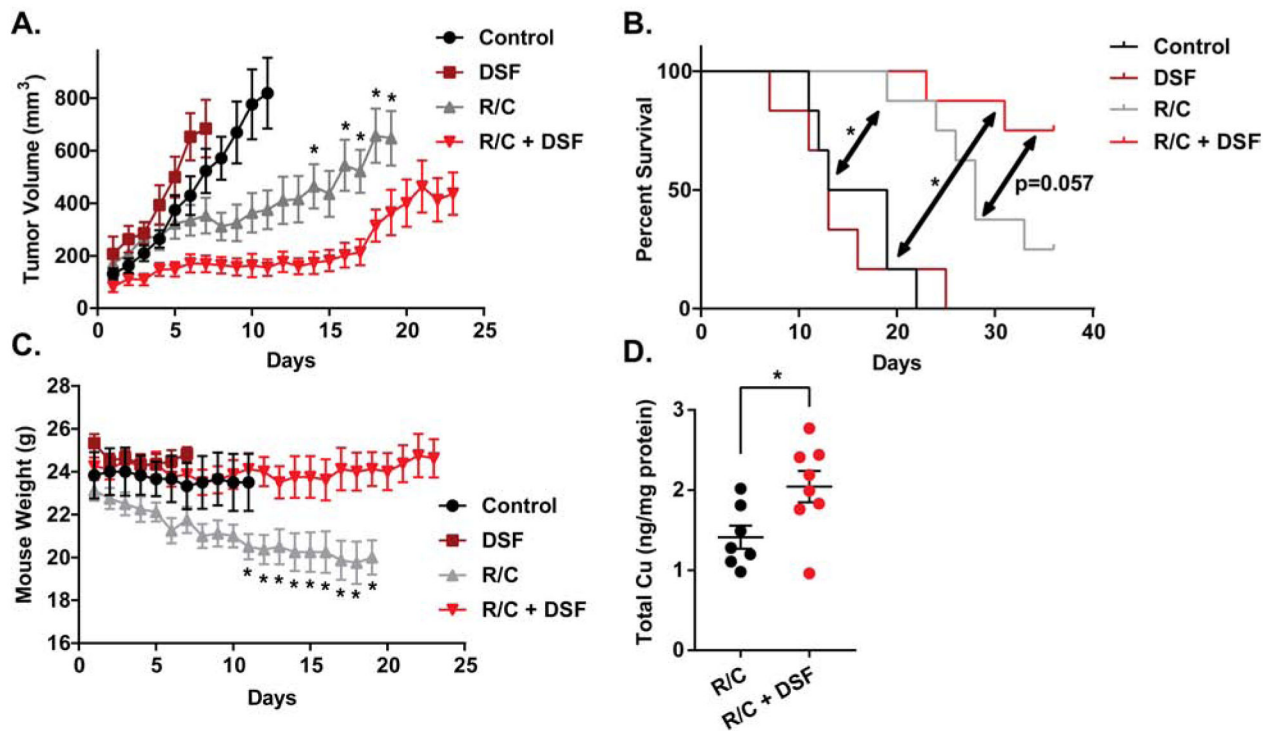 A.
Tumor Volume (mm³)
800
600
400
200
0
0 5 10 15 20 25
Days
Control
DSF
R/C
R/C + DSF
* * * * *
B.
Percent Survival
100
50
0
0 10 20 30 40
Days
Control
DSF
R/C
R/C + DSF
*
*
p=0.057
C.
Mouse Weight (g)
28
26
24
22
20
18
16
0 5 10 15 20 25
Days
Control
DSF
R/C
R/C + DSF
* * * * * * * * *
D.
Total Cu (ng/mg protein)
3
2
1
0
*
R/C
R/C + DSF